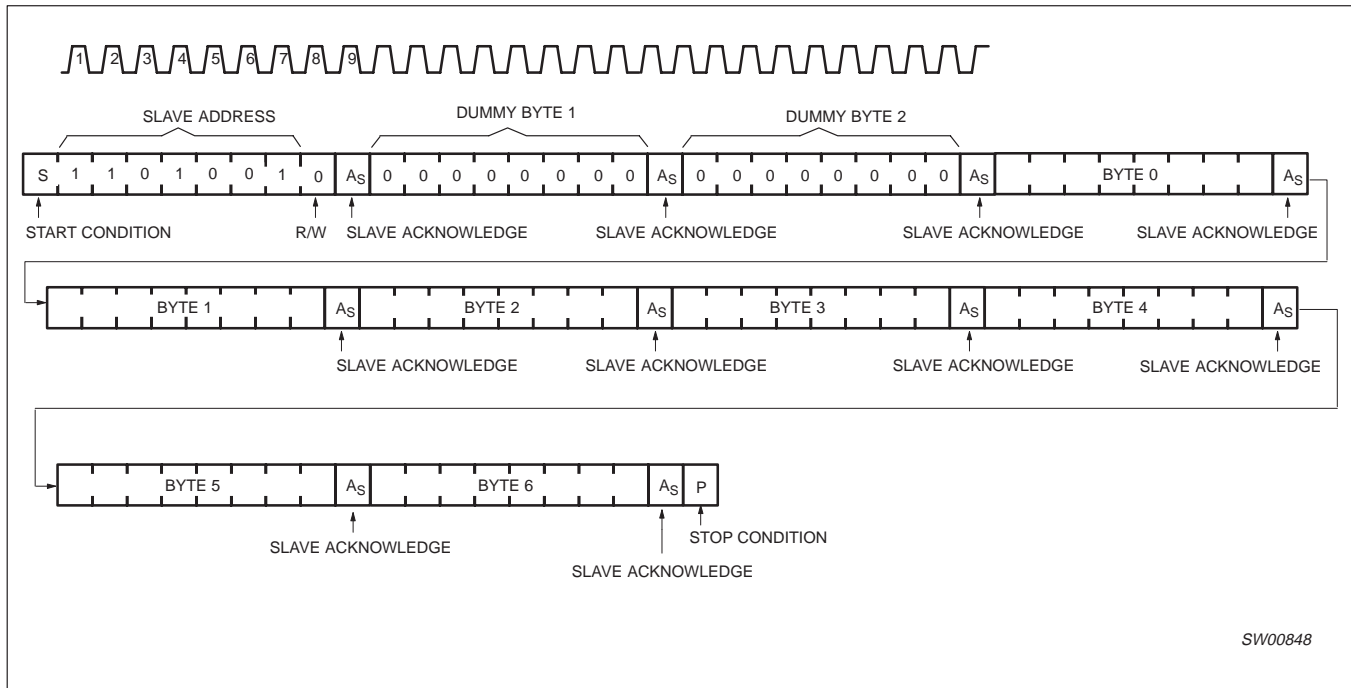 1 2 3 4 5 6 7 8 9
SLAVE ADDRESS DUMMY BYTE 1 DUMMY BYTE 2
S 1 1 0 1 0 0 1 0 AS 0 0 0 0 0 0 0 0 AS 0 0 0 0 0 0 0 0 AS BYTE 0 AS
START CONDITION R/W SLAVE ACKNOWLEDGE SLAVE ACKNOWLEDGE SLAVE ACKNOWLEDGE SLAVE ACKNOWLEDGE
BYTE 1 AS BYTE 2 AS BYTE 3 AS BYTE 4 AS
SLAVE ACKNOWLEDGE SLAVE ACKNOWLEDGE SLAVE ACKNOWLEDGE SLAVE ACKNOWLEDGE
BYTE 5 AS BYTE 6 AS P
SLAVE ACKNOWLEDGE STOP CONDITION
SLAVE ACKNOWLEDGE
SW00848